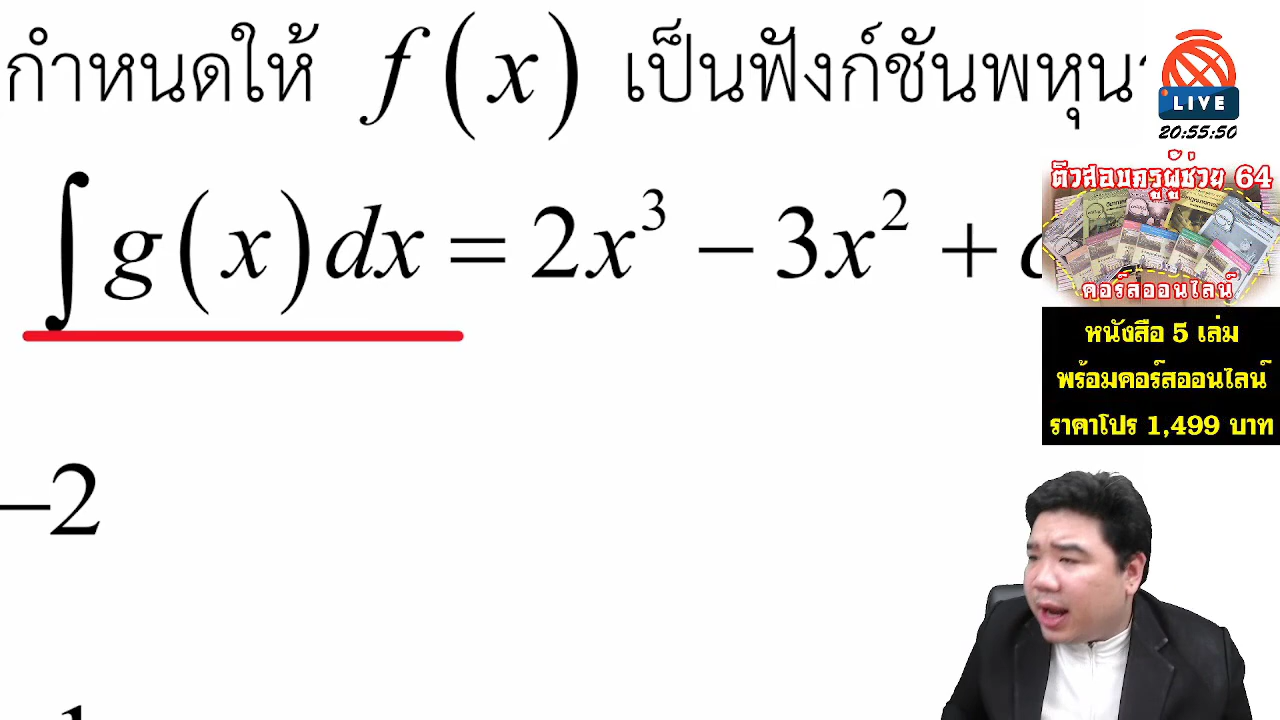 กำหนดให้ f(x) เป็นฟังก์ชันพหุน
∫g(x)dx = 2x³ − 3x² + c
−2
LIVE
20:55:50
ติวสอบครูผู้ช่วย 64
คอร์สออนไลน์
หนังสือ 5 เล่ม
พร้อมคอร์สออนไลน์
ราคาโปร 1,499 บาท